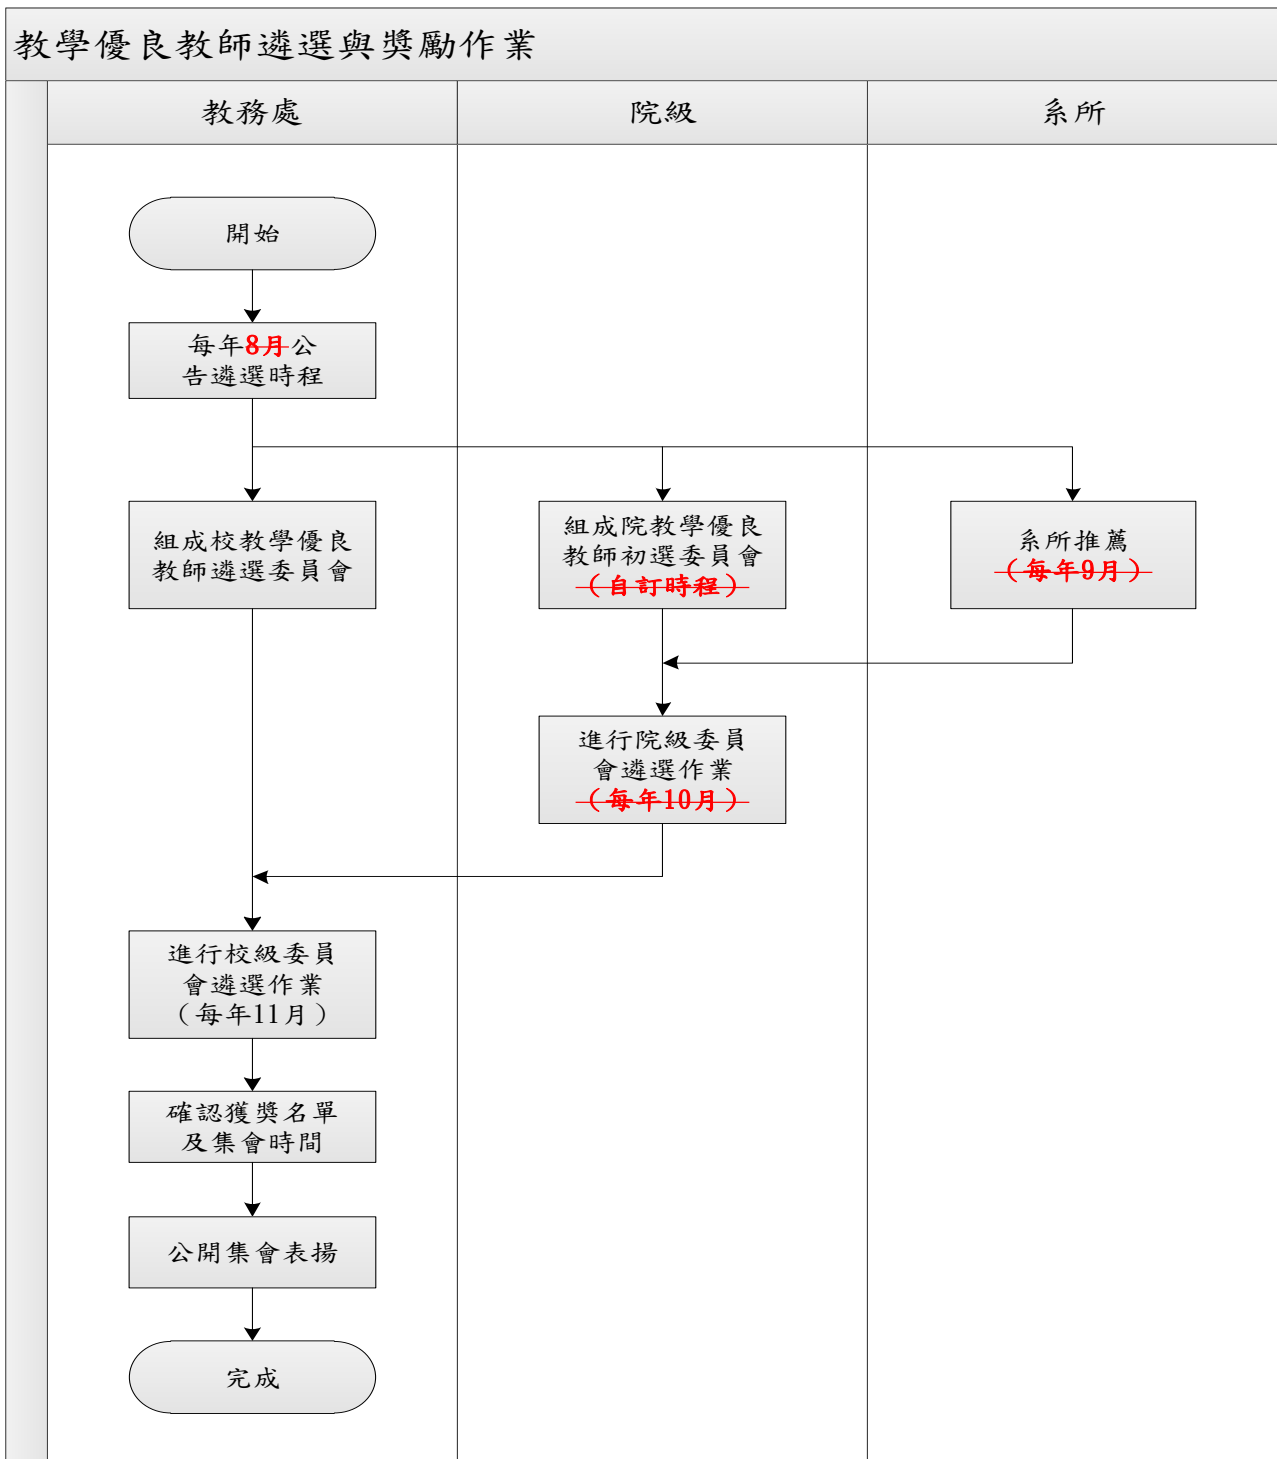 教學優良教師遴選與獎勵作業
教務處
院級
系所
開始
每年8月公
告遴選時程
組成校教學優良
教師遴選委員會
組成院教學優良
教師初選委員會
（自訂時程）
系所推薦
（每年9月）
進行院級委員
會遴選作業
（每年10月）
進行校級委員
會遴選作業
（每年11月）
確認獲獎名單
及集會時間
公開集會表揚
完成